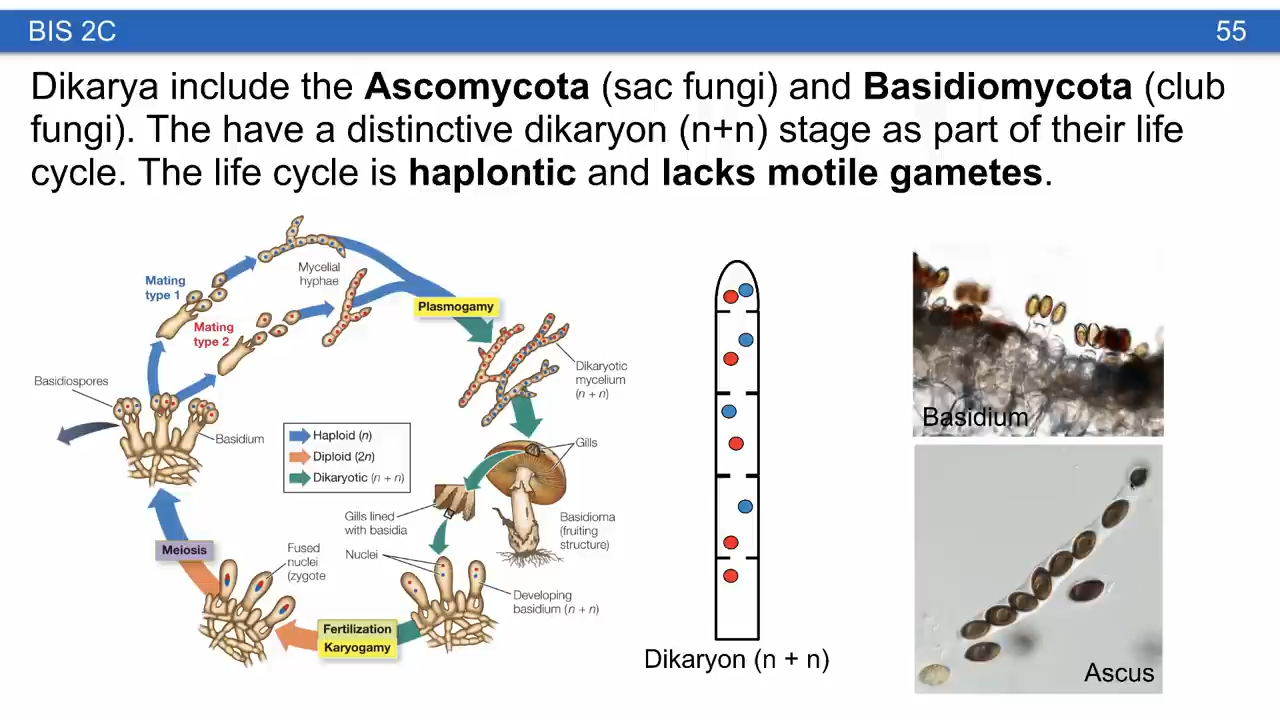 BIS 2C
55
Dikarya include the Ascomycota (sac fungi) and Basidiomycota (club
fungi). The have a distinctive dikaryon (n+n) stage as part of their life
cycle. The life cycle is haplontic and lacks motile gametes.
Mating
type 1
Mycelial
hyphae
Mating
type 2
Plasmogamy
Dikaryotic
mycelium
(n + n)
Basidiospores
Basidium
Haploid (n)
Diploid (2n)
Dikaryotic (n + n)
Gills
Gills lined
with basidia
Basidioma
(fruiting
structure)
Nuclei
Meiosis
Fused
nuclei
(zygote
Developing
basidium (n + n)
Fertilization
Karyogamy
Dikaryon (n + n)
Basidium
Ascus